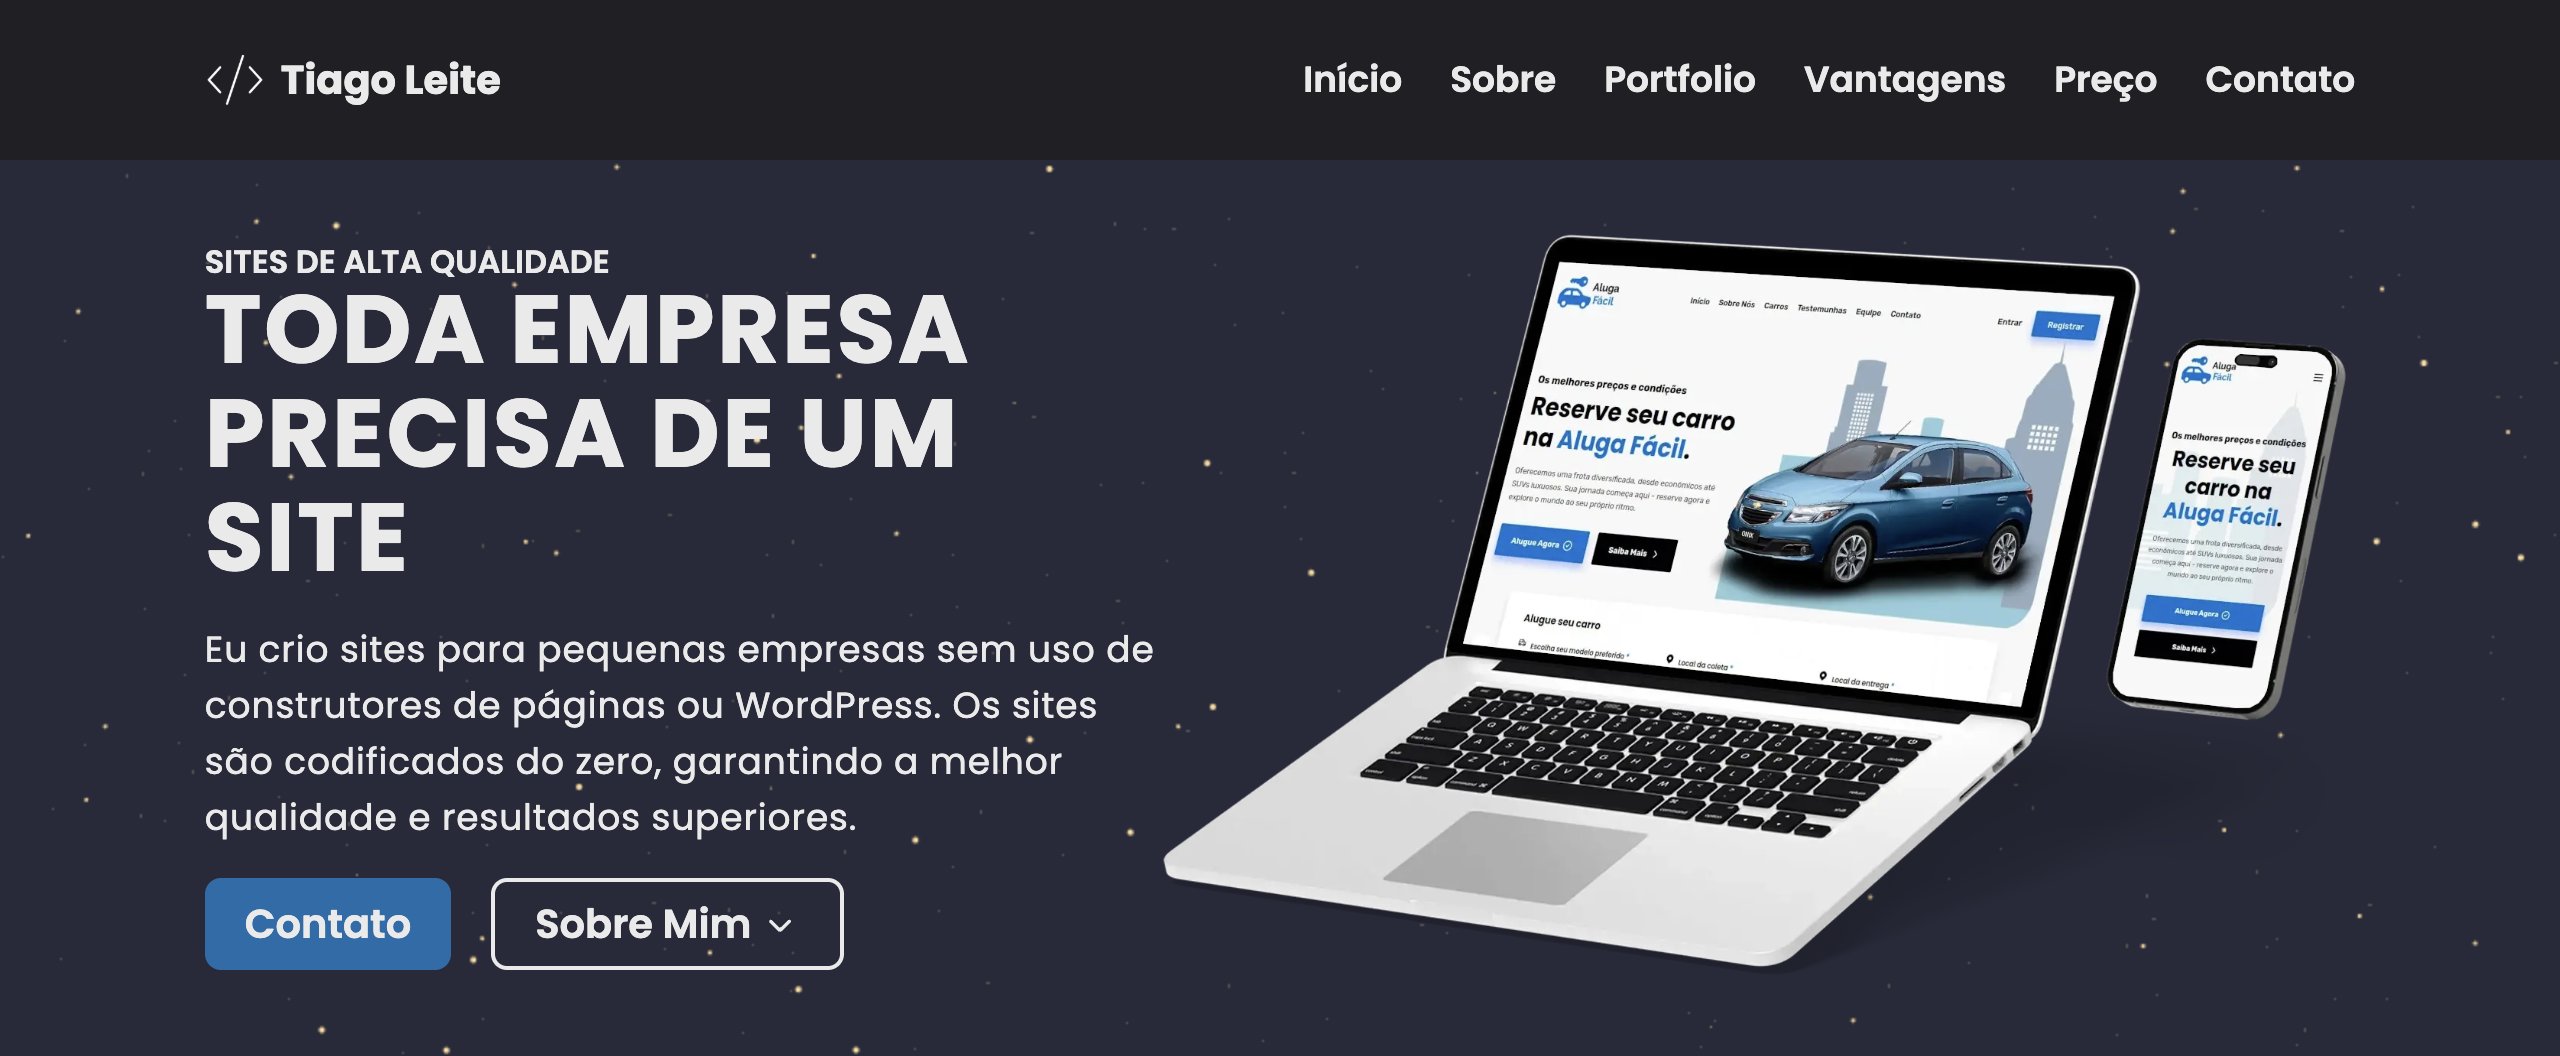 Tiago Leite
Início Sobre Portfolio Vantagens Preço Contato
SITES DE ALTA QUALIDADE
TODA EMPRESA
PRECISA DE UM
SITE
Eu crio sites para pequenas empresas sem uso de
construtores de páginas ou WordPress. Os sites
são codificados do zero, garantindo a melhor
qualidade e resultados superiores.
Contato Sobre Mim
Aluga
Fácil
Início Sobre Nós Carros Testemunhas Equipe Contato
Entrar Registrar
Os melhores preços e condições
Reserve seu carro
na Aluga Fácil.
Oferecemos uma frota diversificada, desde econômicos até
SUVs luxuosos. Sua jornada começa aqui - reserve agora e
explore o mundo ao seu próprio ritmo.
Alugue Agora Saiba Mais
Alugue seu carro
Escolha seu modelo preferido *
Local da coleta *
Local da entrega *
Aluga
Fácil
Os melhores preços e condições
Reserve seu
carro na
Aluga Fácil.
Oferecemos uma frota diversificada, desde
econômicos até SUVs luxuosos. Sua jornada
começa aqui - reserve agora e explore o
mundo ao seu próprio ritmo.
Alugue Agora
Saiba Mais